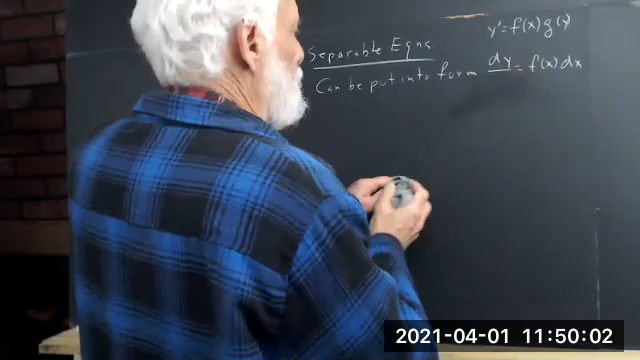 y' = f(x) g(y)
Separable Eqns
Can be put into form dy = f(x) dx
2021-04-01 11:50:02